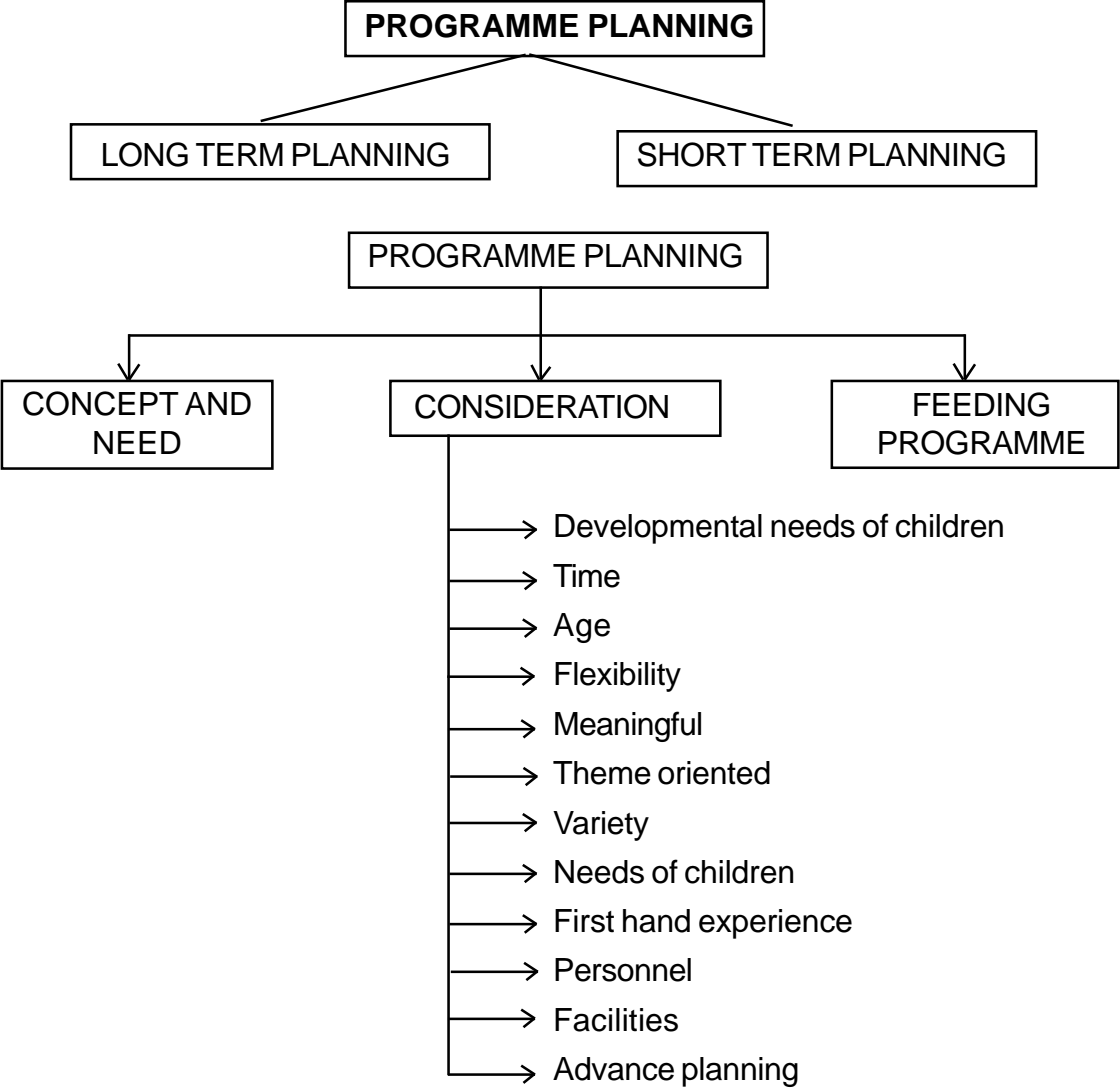 PROGRAMME PLANNING
LONG TERM PLANNING
SHORT TERM PLANNING
PROGRAMME PLANNING
CONCEPT AND
NEED
CONSIDERATION
FEEDING
PROGRAMME
Developmental needs of children
Time
Age
Flexibility
Meaningful
Theme oriented
Variety
Needs of children
First hand experience
Personnel
Facilities
Advance planning